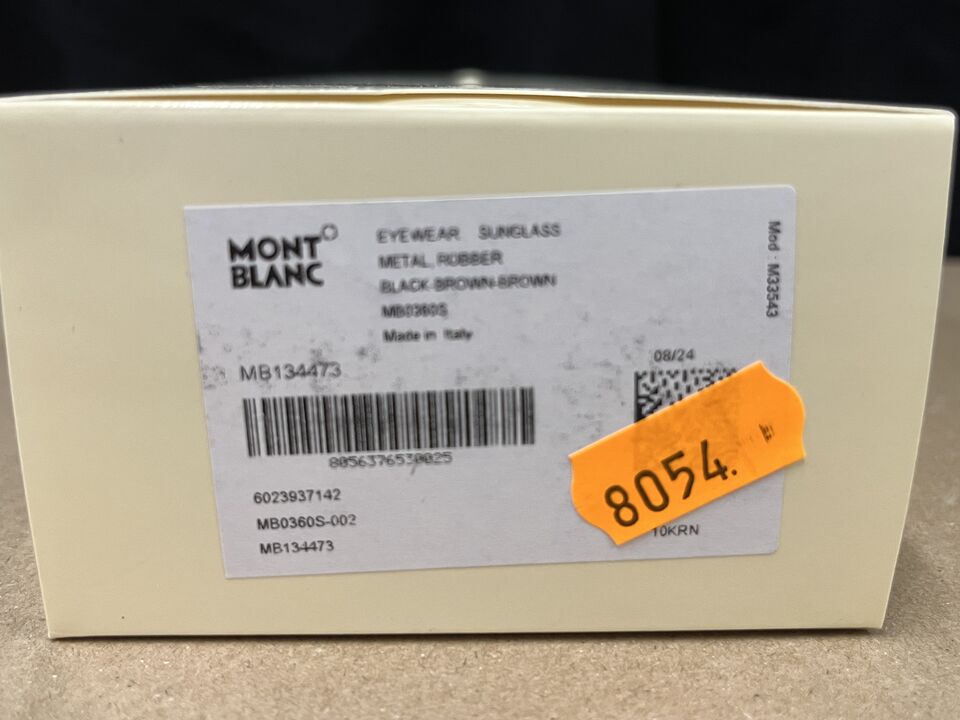 MONT
BLANC
EYEWEAR SUNGLASS
METAL, RUBBER
BLACK-BROWN-BROWN
MB0360S
Made in Italy
Mod : M33543
MB134473
08/24
8056376530025
6023937142
MB0360S-002
MB134473
8054.
10KRN